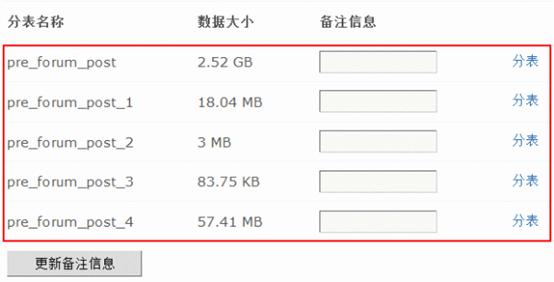 分表名称 数据大小 备注信息
pre_forum_post 2.52 GB 分表
pre_forum_post_1 18.04 MB 分表
pre_forum_post_2 3 MB 分表
pre_forum_post_3 83.75 KB 分表
pre_forum_post_4 57.41 MB 分表
更新备注信息